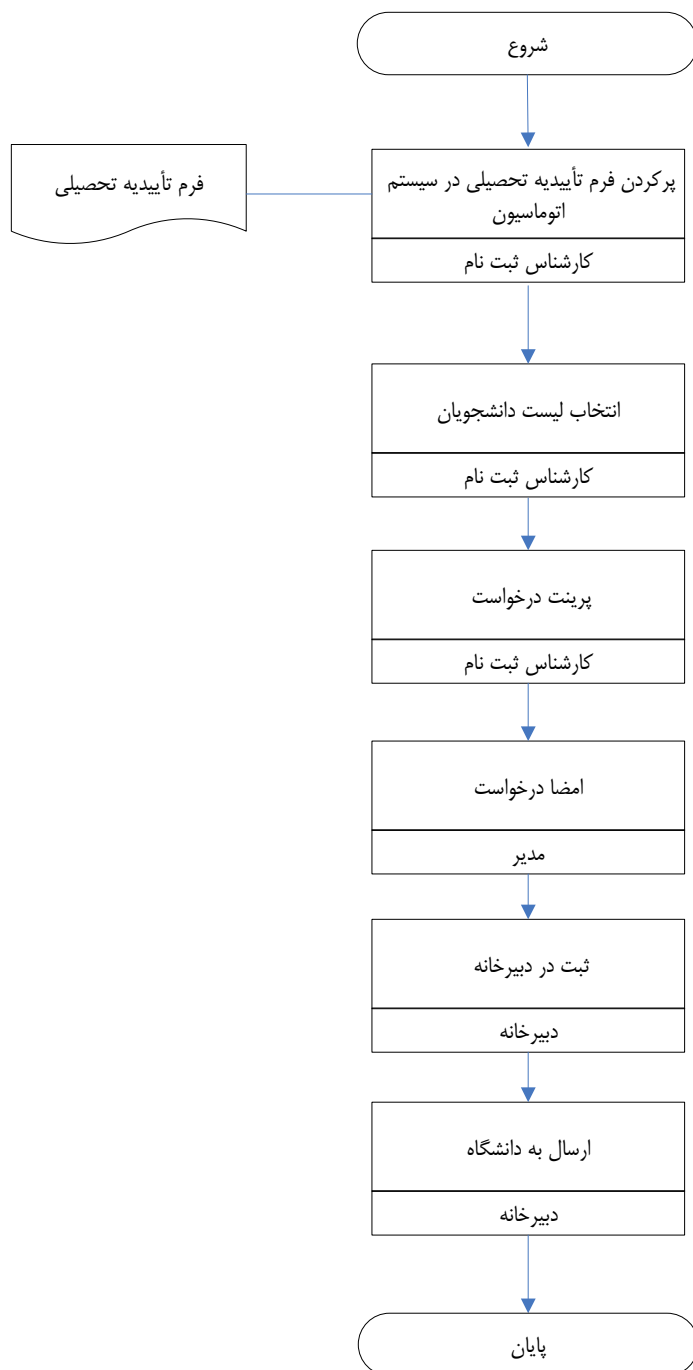 شروع
پرکردن فرم تأییدیه تحصیلی در سیستم
اتوماسیون
کارشناس ثبت نام
فرم تأییدیه تحصیلی
انتخاب لیست دانشجویان
کارشناس ثبت نام
پرینت درخواست
کارشناس ثبت نام
امضا درخواست
مدیر
ثبت در دبیرخانه
دبیرخانه
ارسال به دانشگاه
دبیرخانه
پایان